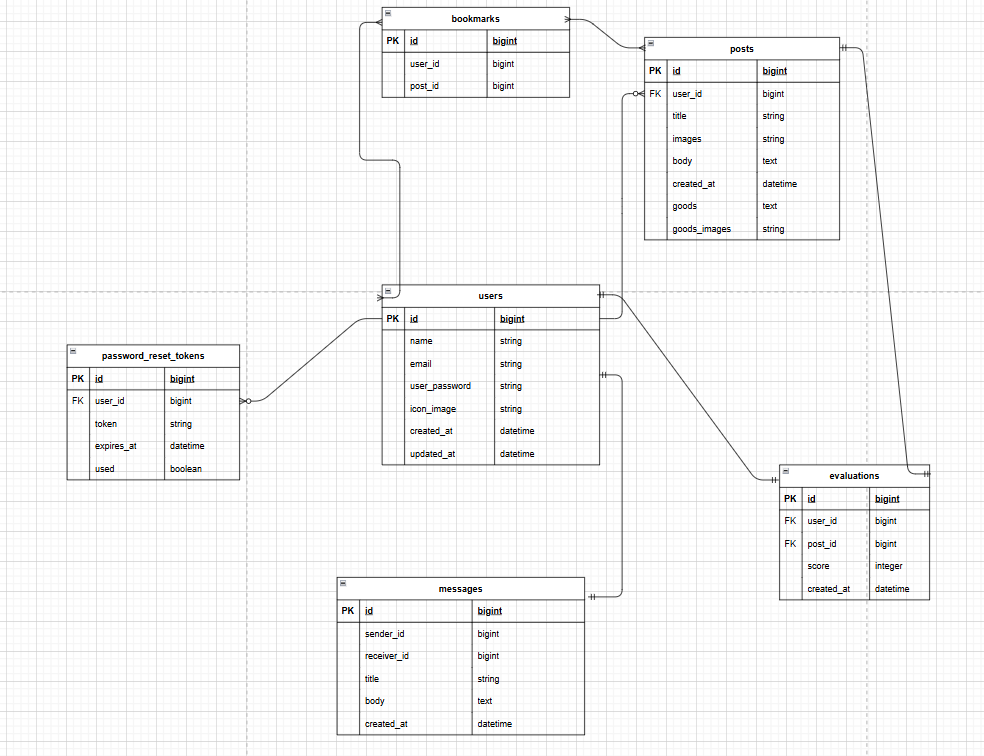 bookmarks
PK id bigint
user_id bigint
post_id bigint
posts
PK id bigint
FK user_id bigint
title string
images string
body text
created_at datetime
goods text
goods_images string
users
PK id bigint
name string
email string
user_password string
icon_image string
created_at datetime
updated_at datetime
password_reset_tokens
PK id bigint
FK user_id bigint
token string
expires_at datetime
used boolean
evaluations
PK id bigint
FK user_id bigint
FK post_id bigint
score integer
created_at datetime
messages
PK id bigint
sender_id bigint
receiver_id bigint
title string
body text
created_at datetime